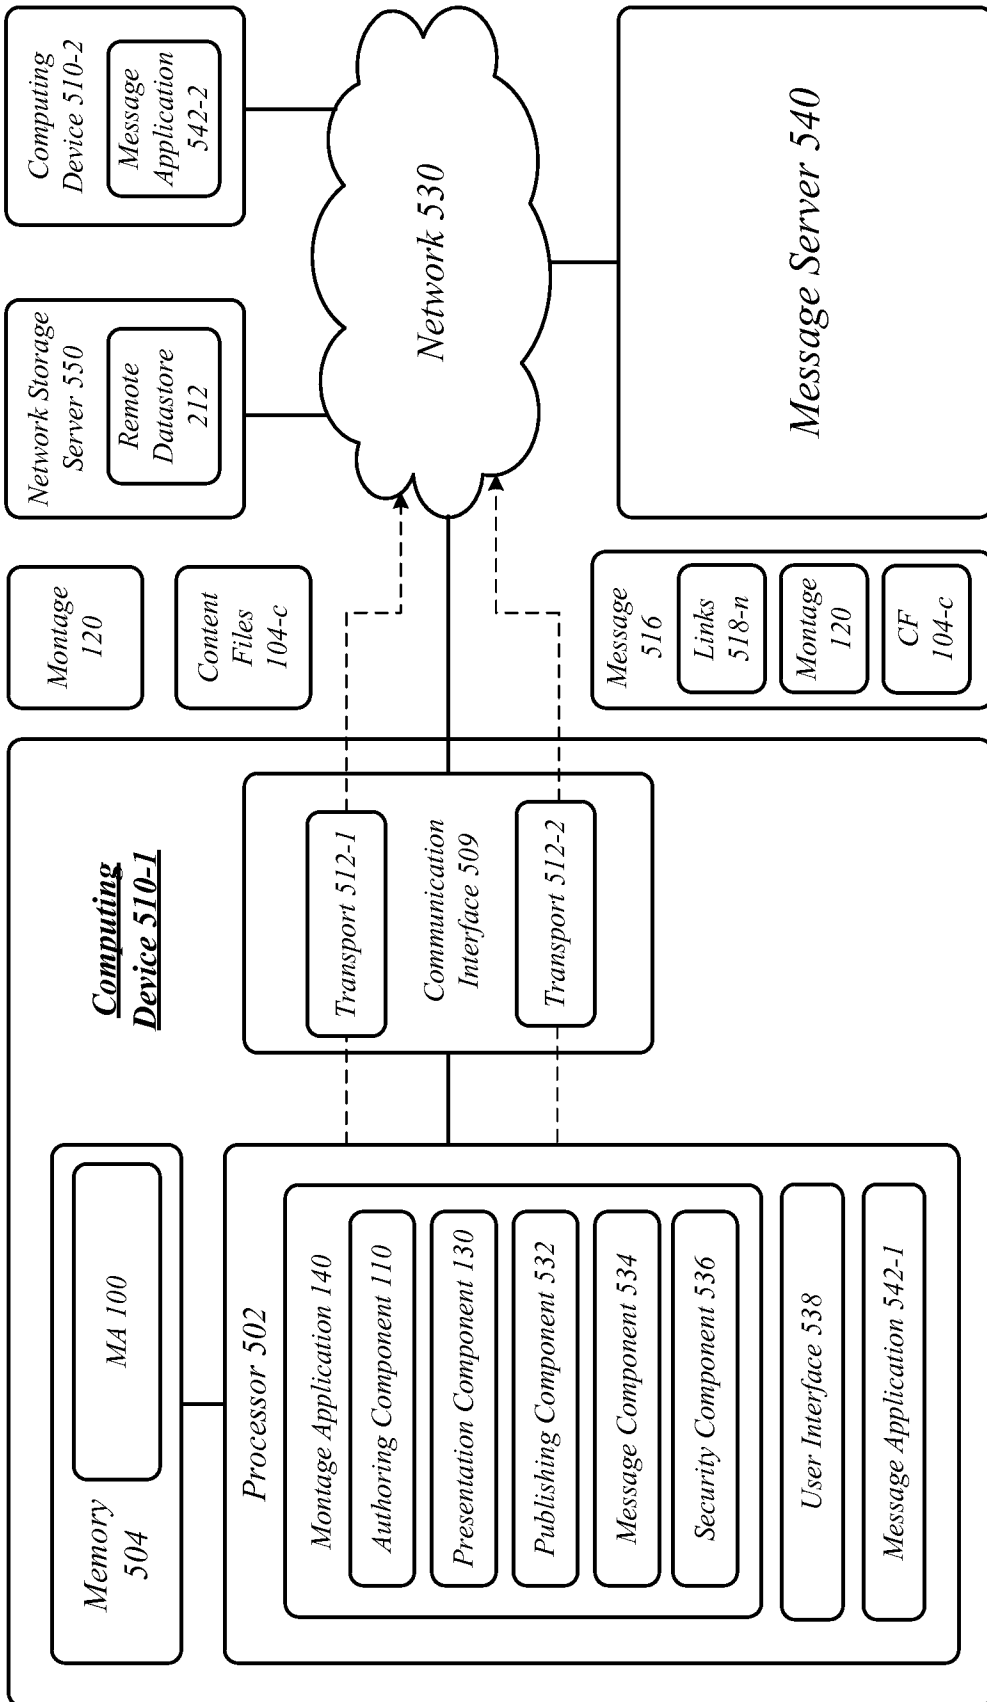 Computing
Device 510-1
Memory
504
MA 100
Processor 502
Montage Application 140
Authoring Component 110
Presentation Component 130
Publishing Component 532
Message Component 534
Security Component 536
User Interface 538
Message Application 542-1
Transport 512-1
Communication
Interface 509
Transport 512-2
Montage
120
Content
Files
104-c
Message
516
Links
518-n
Montage
120
CF
104-c
Network Storage
Server 550
Remote
Datastore
212
Computing
Device 510-2
Message
Application
542-2
Network 530
Message Server 540